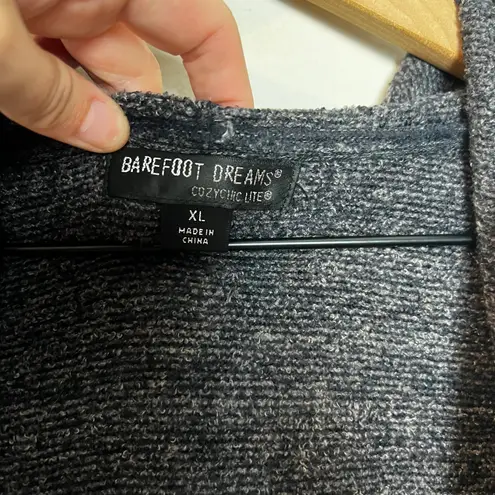 BAREFOOT DREAMS®
COZYCHIC LITE®
XL
MADE IN
CHINA